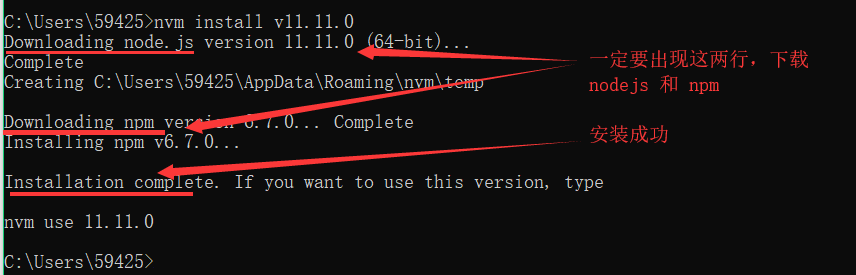 C:\Users\59425>nvm install v11.11.0
Downloading node.js version 11.11.0 (64-bit)...
Complete
Creating C:\Users\59425\AppData\Roaming\nvm\temp
一定要出现这两行，下载
nodejs 和 npm
Downloading npm version 6.7.0... Complete
Installing npm v6.7.0...
安装成功
Installation complete. If you want to use this version, type
nvm use 11.11.0
C:\Users\59425>